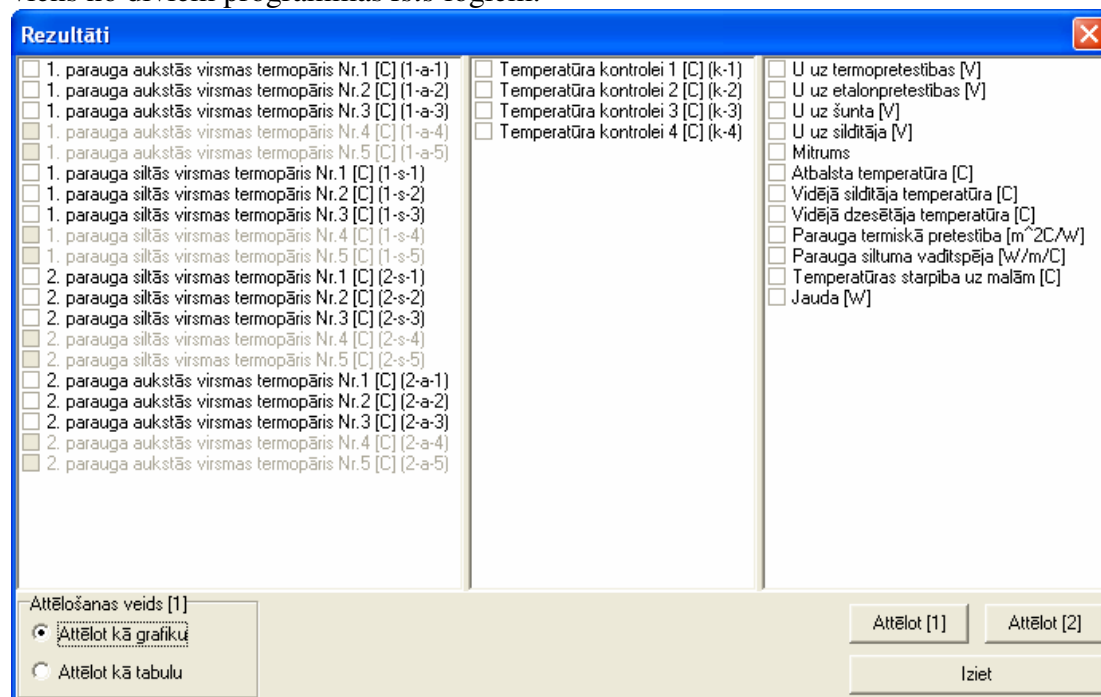 viens no diviem programmas ists logiem.
Rezultāti
1. parauga aukstās virsmas termopāris Nr.1 [C] (1-a-1)
1. parauga aukstās virsmas termopāris Nr.2 [C] (1-a-2)
1. parauga aukstās virsmas termopāris Nr.3 [C] (1-a-3)
1. parauga aukstās virsmas termopāris Nr.4 [C] (1-a-4)
1. parauga aukstās virsmas termopāris Nr.5 [C] (1-a-5)
1. parauga siltās virsmas termopāris Nr.1 [C] (1-s-1)
1. parauga siltās virsmas termopāris Nr.2 [C] (1-s-2)
1. parauga siltās virsmas termopāris Nr.3 [C] (1-s-3)
1. parauga siltās virsmas termopāris Nr.4 [C] (1-s-4)
1. parauga siltās virsmas termopāris Nr.5 [C] (1-s-5)
2. parauga siltās virsmas termopāris Nr.1 [C] (2-s-1)
2. parauga siltās virsmas termopāris Nr.2 [C] (2-s-2)
2. parauga siltās virsmas termopāris Nr.3 [C] (2-s-3)
2. parauga siltās virsmas termopāris Nr.4 [C] (2-s-4)
2. parauga siltās virsmas termopāris Nr.5 [C] (2-s-5)
2. parauga aukstās virsmas termopāris Nr.1 [C] (2-a-1)
2. parauga aukstās virsmas termopāris Nr.2 [C] (2-a-2)
2. parauga aukstās virsmas termopāris Nr.3 [C] (2-a-3)
2. parauga aukstās virsmas termopāris Nr.4 [C] (2-a-4)
2. parauga aukstās virsmas termopāris Nr.5 [C] (2-a-5)
Temperatūra kontrolei 1 [C] (k-1)
Temperatūra kontrolei 2 [C] (k-2)
Temperatūra kontrolei 3 [C] (k-3)
Temperatūra kontrolei 4 [C] (k-4)
U uz termopretestības [V]
U uz etalonpretestības [V]
U uz šunta [V]
U uz sildītāja [V]
Mitrums
Atbalsta temperatūra [C]
Vidējā sildītāja temperatūra [C]
Vidējā dzesētāja temperatūra [C]
Parauga termiskā pretestība [m^2C/W]
Parauga siltuma vadītspēja [W/m/C]
Temperatūras starpība uz malām [C]
Jauda [W]
Attēlošanas veids [1]
Attēlot kā grafiku
Attēlot kā tabulu
Attēlot [1]
Attēlot [2]
Iziet